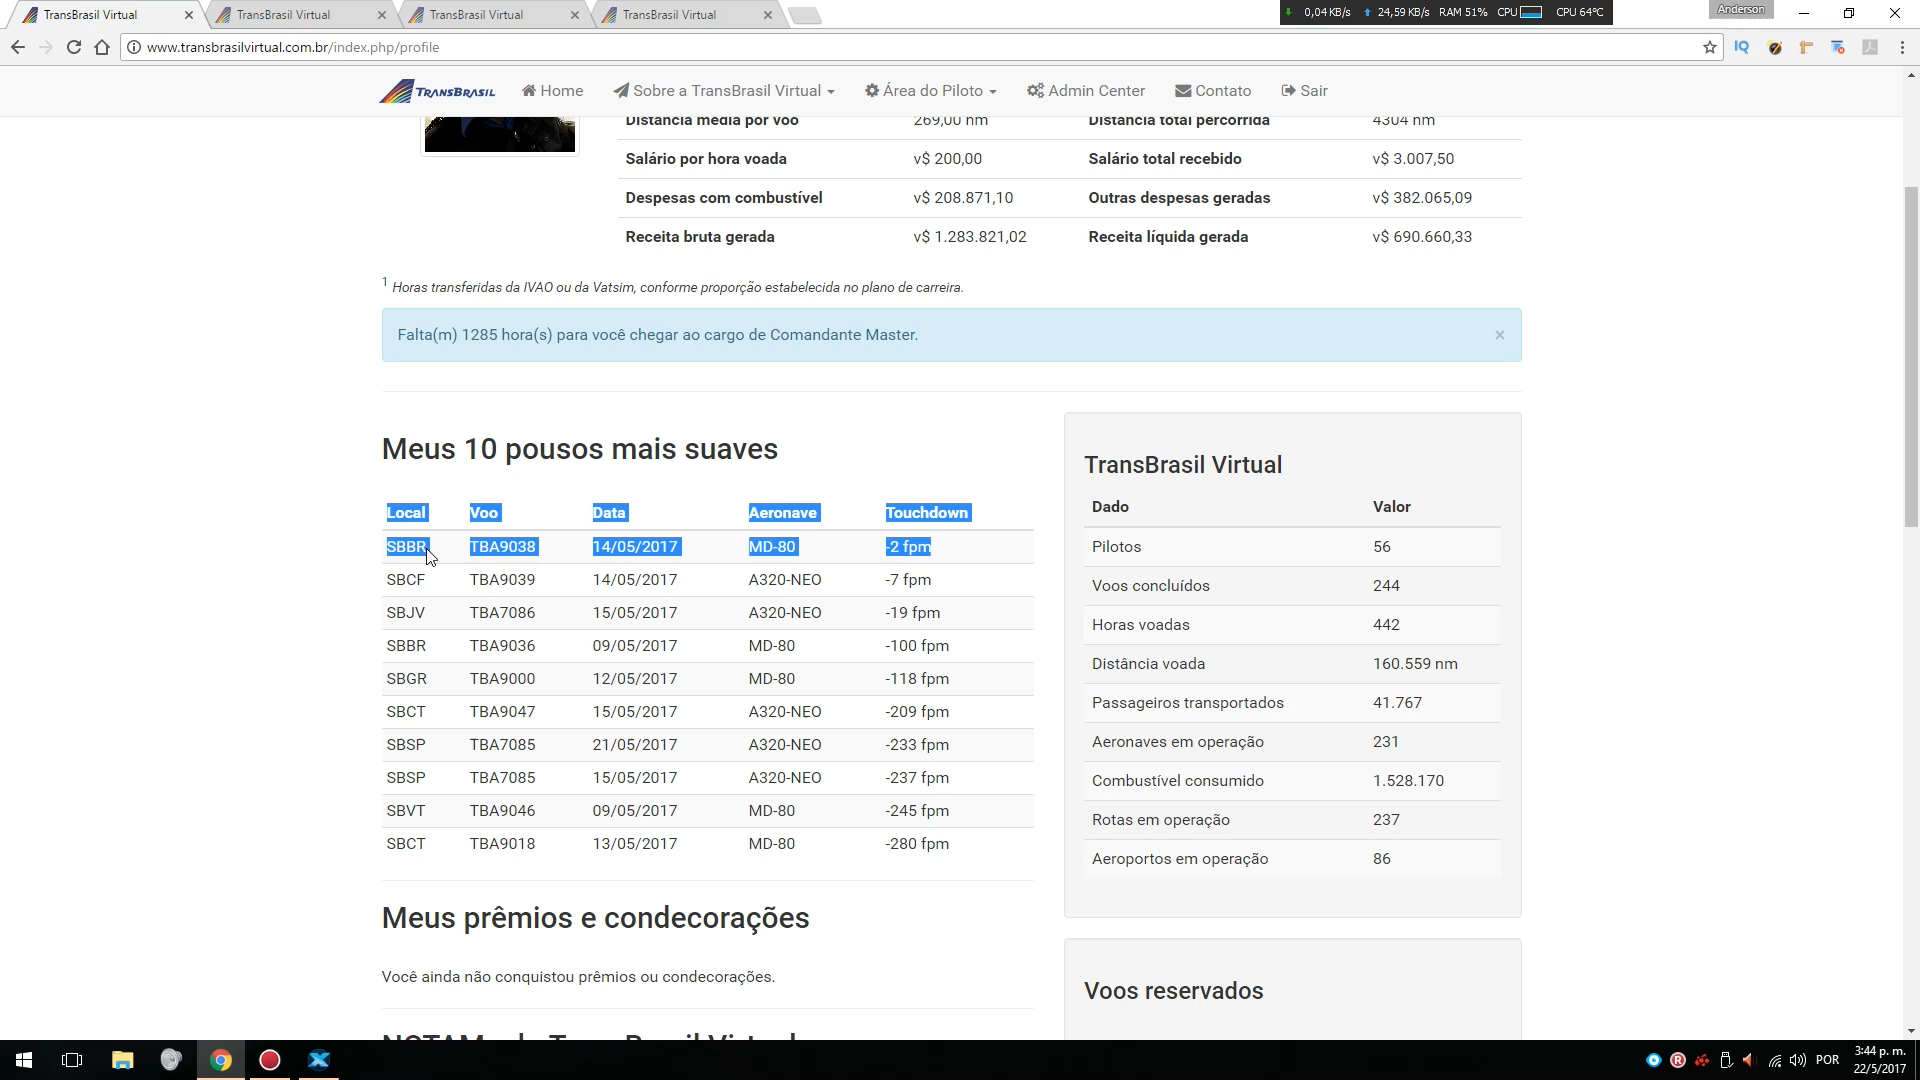 TransBrasil Virtual TransBrasil Virtual TransBrasil Virtual TransBrasil Virtual 0,04 KB/s 24,59 KB/s RAM 51% CPU CPU 64°C Anderson
www.transbrasilvirtual.com.br/index.php/profile
TRANSBRASIL Home Sobre a TransBrasil Virtual Área do Piloto Admin Center Contato Sair
Distância média por voo 269,00 nm Distância total percorrida 4304 nm
Salário por hora voada v$ 200,00 Salário total recebido v$ 3.007,50
Despesas com combustível v$ 208.871,10 Outras despesas geradas v$ 382.065,09
Receita bruta gerada v$ 1.283.821,02 Receita líquida gerada v$ 690.660,33
1 Horas transferidas da IVAO ou da Vatsim, conforme proporção estabelecida no plano de carreira.
Falta(m) 1285 hora(s) para você chegar ao cargo de Comandante Master. ×
Meus 10 pousos mais suaves
Local Voo Data Aeronave Touchdown
SBBR TBA9038 14/05/2017 MD-80 -2 fpm
SBCF TBA9039 14/05/2017 A320-NEO -7 fpm
SBJV TBA7086 15/05/2017 A320-NEO -19 fpm
SBBR TBA9036 09/05/2017 MD-80 -100 fpm
SBGR TBA9000 12/05/2017 MD-80 -118 fpm
SBCT TBA9047 15/05/2017 A320-NEO -209 fpm
SBSP TBA7085 21/05/2017 A320-NEO -233 fpm
SBSP TBA7085 15/05/2017 A320-NEO -237 fpm
SBVT TBA9046 09/05/2017 MD-80 -245 fpm
SBCT TBA9018 13/05/2017 MD-80 -280 fpm
Meus prêmios e condecorações
Você ainda não conquistou prêmios ou condecorações.
NOTAMs da TransBrasil Virtual
TransBrasil Virtual
Dado Valor
Pilotos 56
Voos concluídos 244
Horas voadas 442
Distância voada 160.559 nm
Passageiros transportados 41.767
Aeronaves em operação 231
Combustível consumido 1.528.170
Rotas em operação 237
Aeroportos em operação 86
Voos reservados
POR 3:44 p. m.
22/5/2017